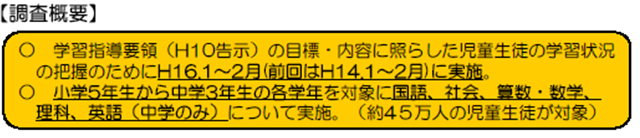 【調査概要】
○ 学習指導要領（H10告示）の目標・内容に照らした児童生徒の学習状況
の把握のためにH16.1～2月(前回はH14.1～2月)に実施。
○ 小学5年生から中学3年生の各学年を対象に国語、社会、算数・数学、
理科、英語（中学のみ）について実施。（約４５万人の児童生徒が対象）